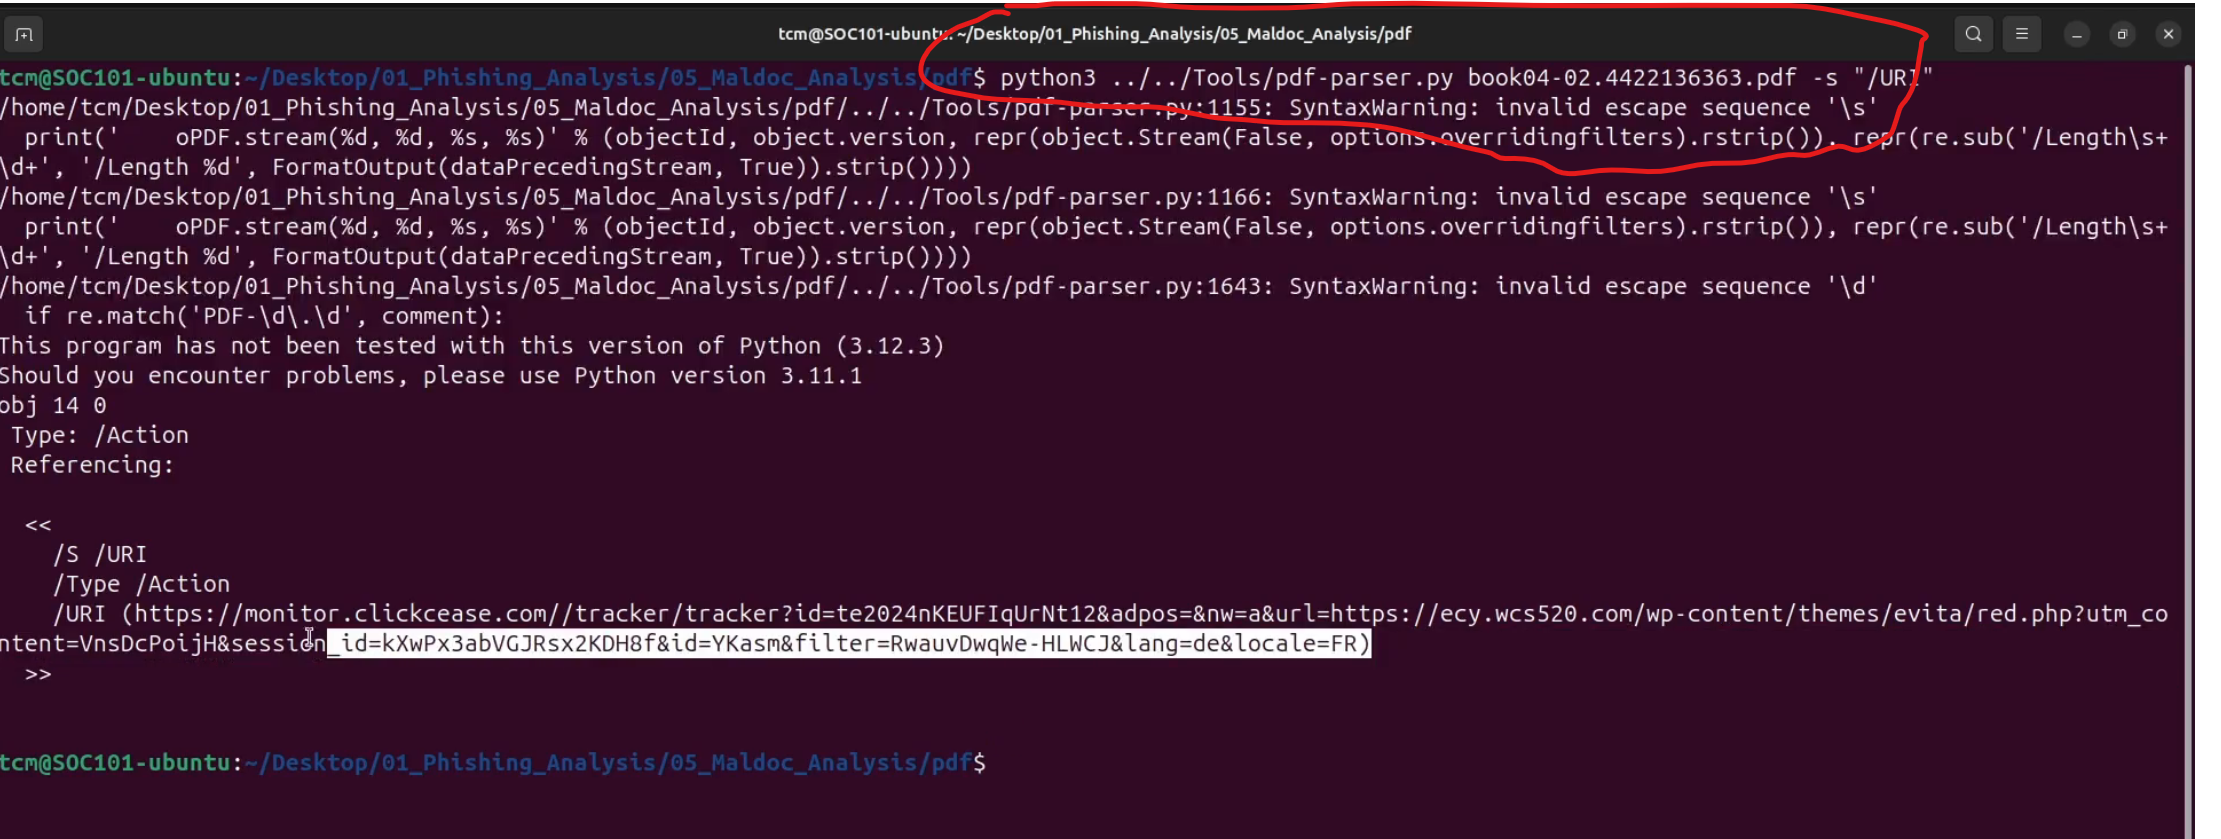 tcm@SOC101-ubuntu: ~/Desktop/01_Phishing_Analysis/05_Maldoc_Analysis/pdf
tcm@SOC101-ubuntu:~/Desktop/01_Phishing_Analysis/05_Maldoc_Analysis/pdf$ python3 ../../Tools/pdf-parser.py book04-02.4422136363.pdf -s "/URI"
/home/tcm/Desktop/01_Phishing_Analysis/05_Maldoc_Analysis/pdf/../../Tools/pdf-parser.py:1155: SyntaxWarning: invalid escape sequence '\s'
  print('    oPDF.stream(%d, %d, %s, %s)' % (objectId, object.version, repr(object.Stream(False, options.overridingfilters).rstrip()), repr(re.sub('/Length\s+
\d+', '/Length %d', FormatOutput(dataPrecedingStream, True)).strip())))
/home/tcm/Desktop/01_Phishing_Analysis/05_Maldoc_Analysis/pdf/../../Tools/pdf-parser.py:1166: SyntaxWarning: invalid escape sequence '\s'
  print('    oPDF.stream(%d, %d, %s, %s)' % (objectId, object.version, repr(object.Stream(False, options.overridingfilters).rstrip()), repr(re.sub('/Length\s+
\d+', '/Length %d', FormatOutput(dataPrecedingStream, True)).strip())))
/home/tcm/Desktop/01_Phishing_Analysis/05_Maldoc_Analysis/pdf/../../Tools/pdf-parser.py:1643: SyntaxWarning: invalid escape sequence '\d'
  if re.match('PDF-\d\.\d', comment):
This program has not been tested with this version of Python (3.12.3)
Should you encounter problems, please use Python version 3.11.1
obj 14 0
 Type: /Action
 Referencing:
  <<
    /S /URI
    /Type /Action
    /URI (https://monitor.clickcease.com//tracker/tracker?id=te2024nKEUFIqUrNt12&adpos=&nw=a&url=https://ecy.wcs520.com/wp-content/themes/evita/red.php?utm_co
ntent=VnsDcPoijH&session_id=kXwPx3abVGJRsx2KDH8f&id=YKasm&filter=RwauvDwqWe-HLWCJ&lang=de&locale=FR)
  >>
tcm@SOC101-ubuntu:~/Desktop/01_Phishing_Analysis/05_Maldoc_Analysis/pdf$